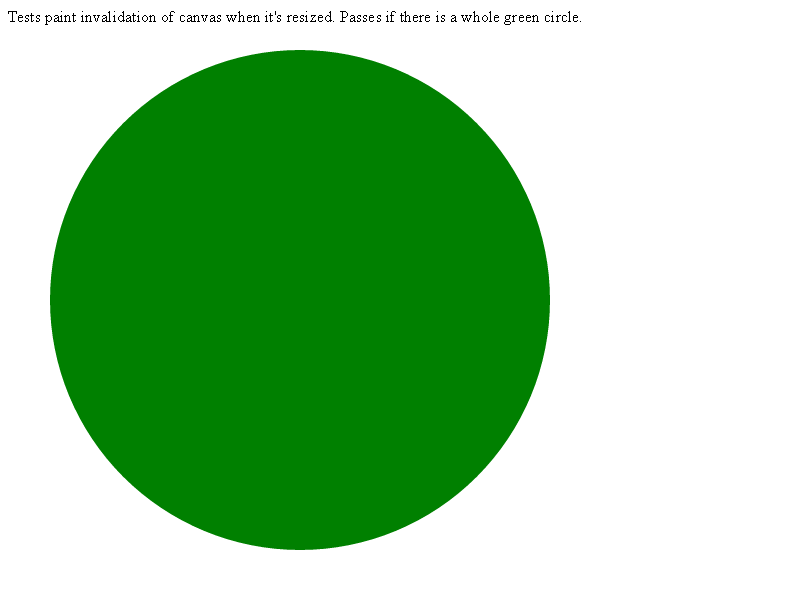 Tests paint invalidation of canvas when it's resized. Passes if there is a whole green circle.